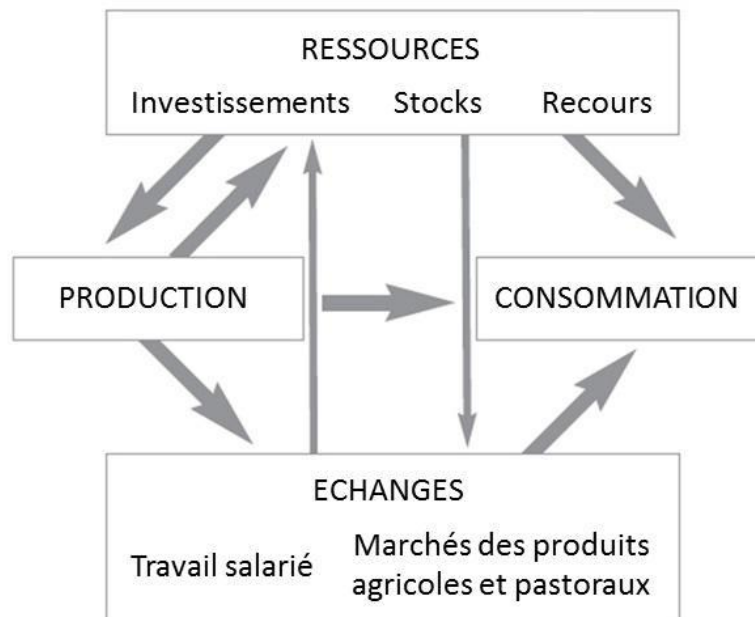 RESSOURCES
Investissements Stocks Recours
PRODUCTION
CONSOMMATION
ECHANGES
Travail salarié
Marchés des produits
agricoles et pastoraux